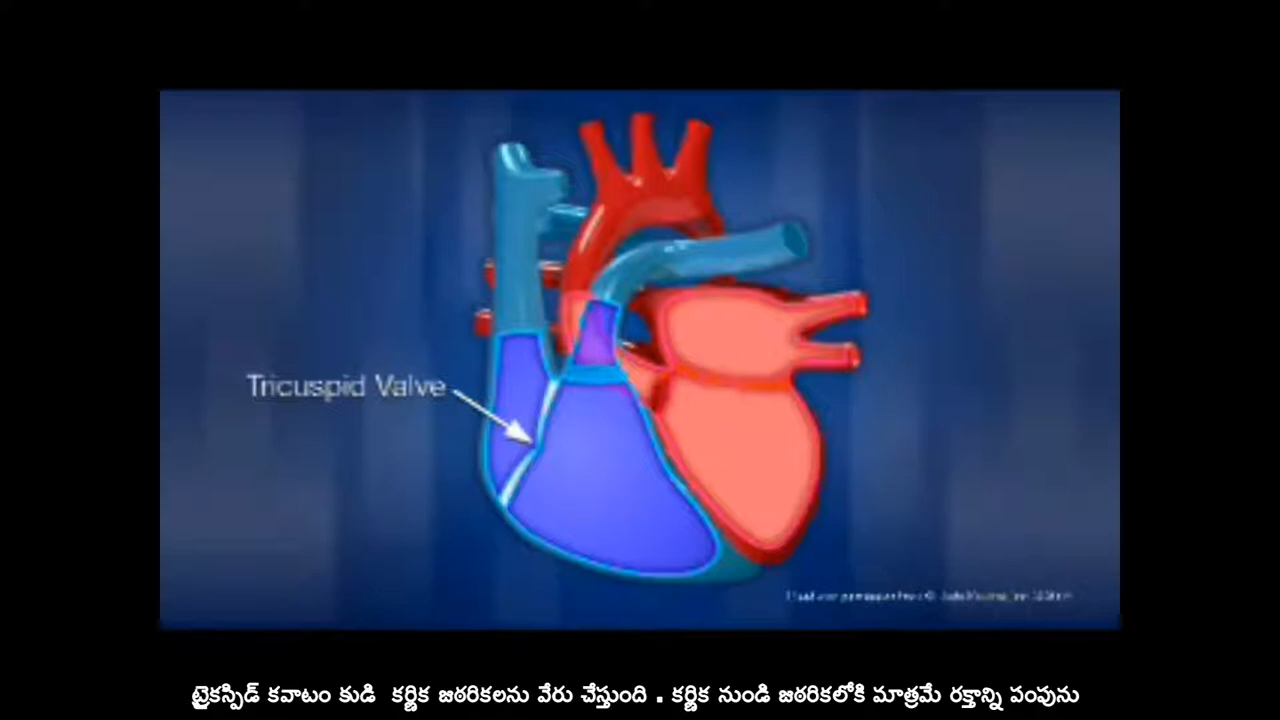 Tricuspid Valve
ట్రైకస్పిడ్ కవాటం కుడి కర్ణిక జఠరికలను వేరు చేస్తుంది . కర్ణిక నుండి జఠరికలోకి మాత్రమే రక్తాన్ని పంపును